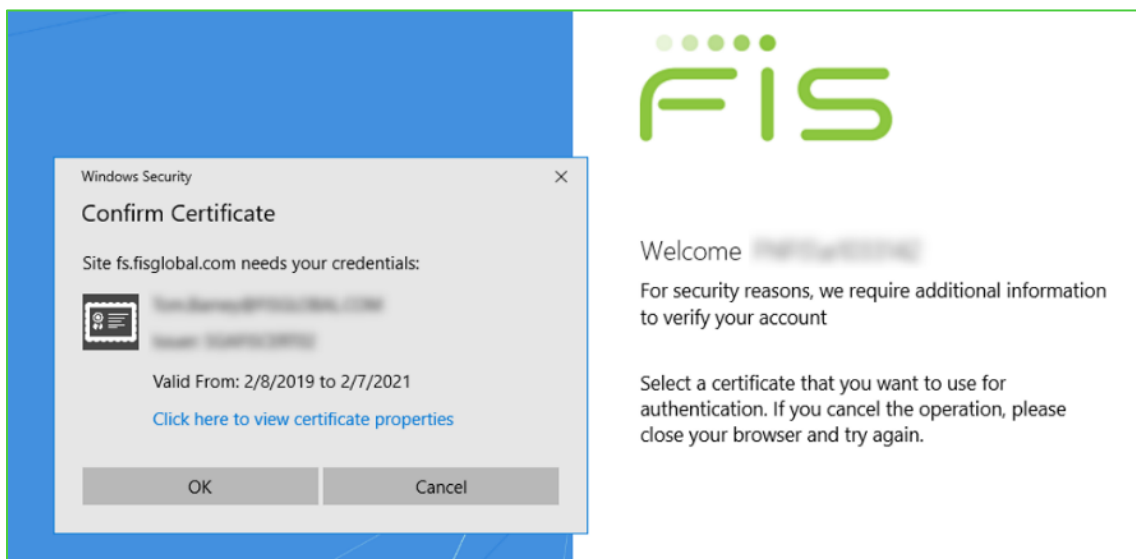 Windows Security
Confirm Certificate
Site fs.fisglobal.com needs your credentials:
Valid From: 2/8/2019 to 2/7/2021
Click here to view certificate properties
OK
Cancel
FIS
Welcome
For security reasons, we require additional information
to verify your account
Select a certificate that you want to use for
authentication. If you cancel the operation, please
close your browser and try again.